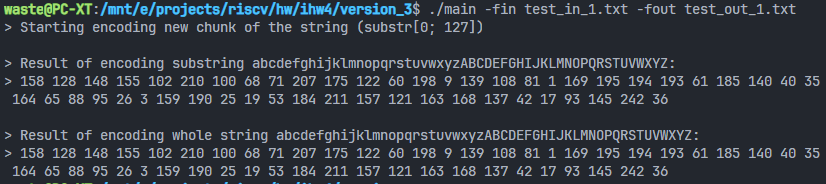 waste@PC-XT:/mnt/e/projects/riscv/hw/ihw4/version_3$ ./main -fin test_in_1.txt -fout test_out_1.txt
> Starting encoding new chunk of the string (substr[0; 127])
> Result of encoding substring abcdefghijklmnopqrstuvwxyzABCDEFGHIJKLMNOPQRSTUVWXYZ:
> 158 128 148 155 102 210 100 68 71 207 175 122 60 198 9 139 108 81 1 169 195 194 193 61 185 140 40 35
164 65 88 95 26 3 159 190 25 19 53 184 211 157 121 163 168 137 42 17 93 145 242 36
> Result of encoding whole string abcdefghijklmnopqrstuvwxyzABCDEFGHIJKLMNOPQRSTUVWXYZ:
> 158 128 148 155 102 210 100 68 71 207 175 122 60 198 9 139 108 81 1 169 195 194 193 61 185 140 40 35
164 65 88 95 26 3 159 190 25 19 53 184 211 157 121 163 168 137 42 17 93 145 242 36